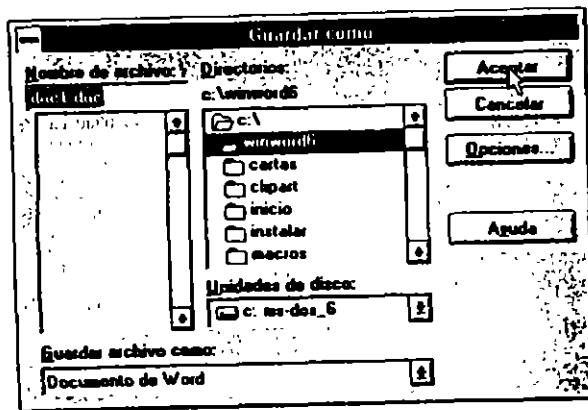 Guardar como
Nombre de archivo:
doc1.doc
Directorios:
c:\winword6
c:\
winword6
cartas
clipart
inicio
instalar
macros
Unidades de disco:
c: ms-dos_6
Guardar archivo como:
Documento de Word
Aceptar
Cancelar
Opciones...
Ayuda